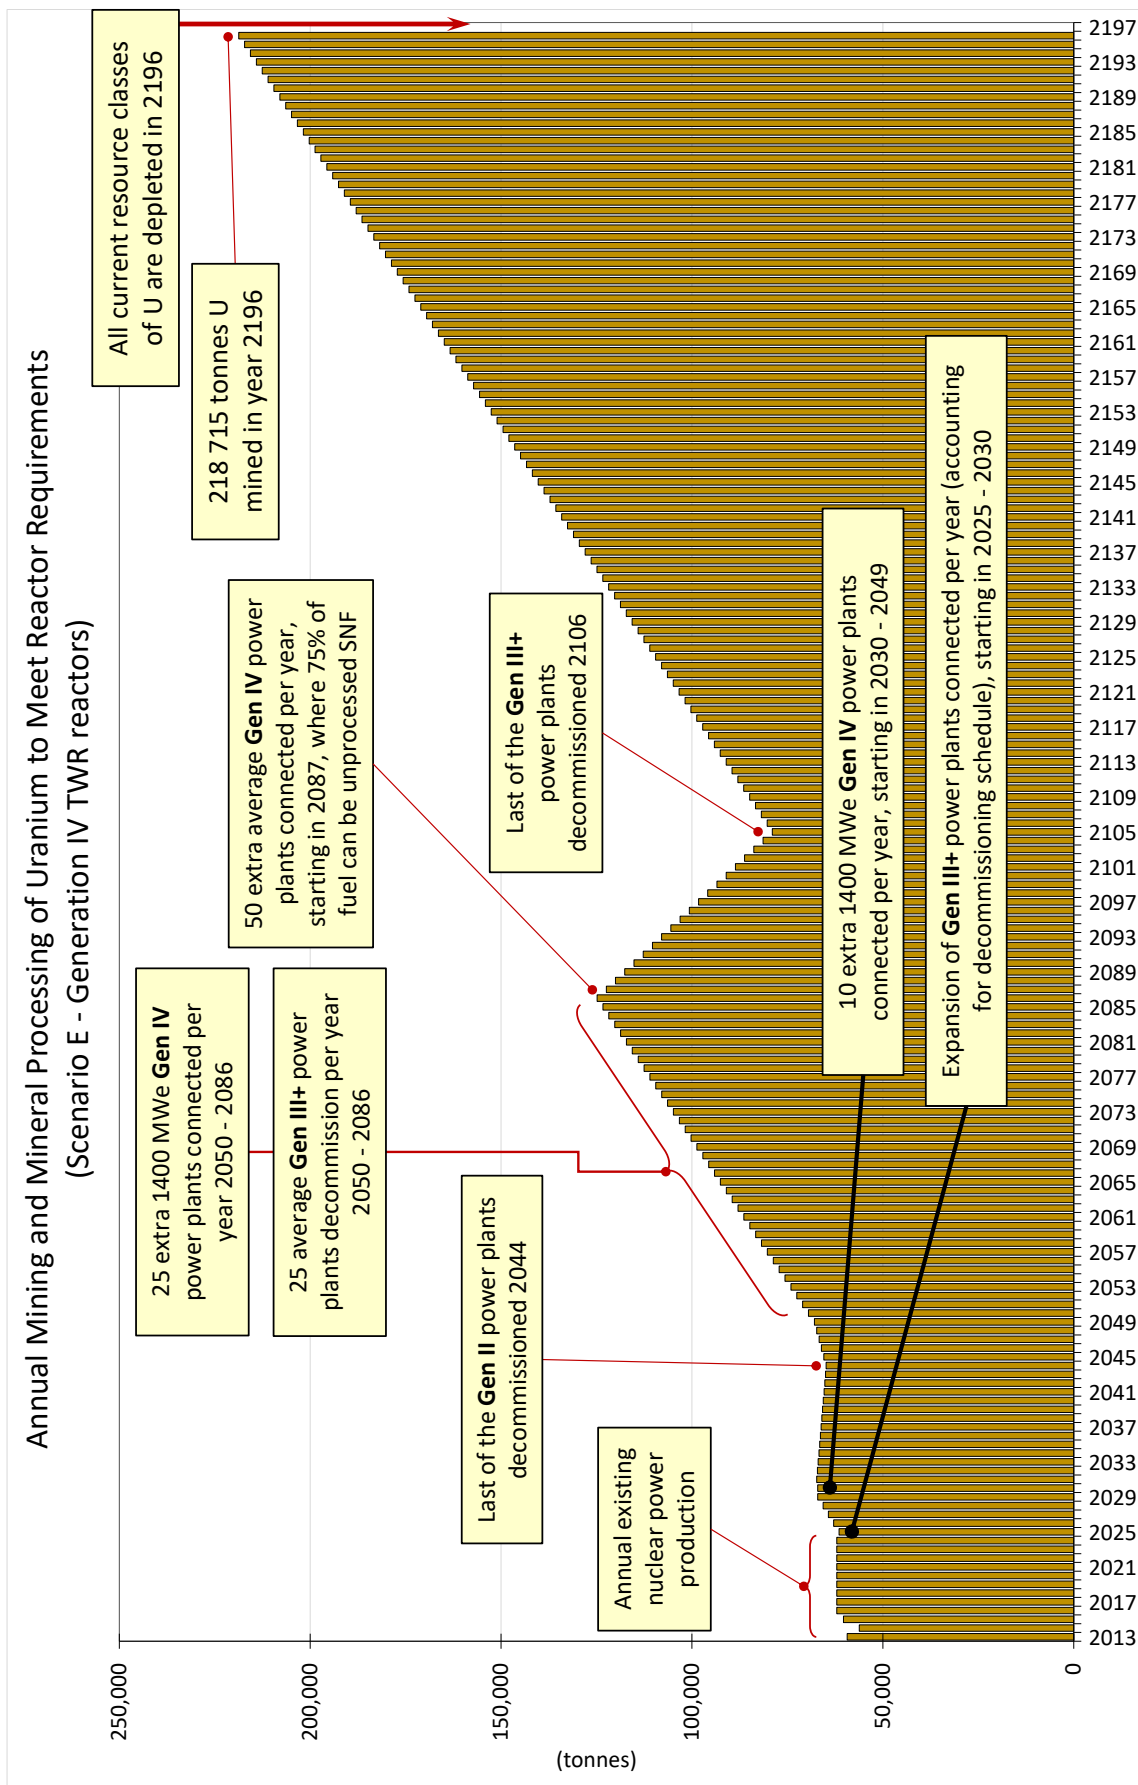 Annual Mining and Mineral Processing of Uranium to Meet Reactor Requirements
(Scenario E - Generation IV TWR reactors)
All current resource classes
of U are depleted in 2196
218 715 tonnes U
mined in year 2196
25 extra 1400 MWe Gen IV
power plants connected per
year 2050 - 2086
25 average Gen III+ power
plants decommission per year
2050 - 2086
50 extra average Gen IV power
plants connected per year,
starting in 2087, where 75% of
fuel can be unprocessed SNF
Last of the Gen II power plants
decommissioned 2044
Last of the Gen III+
power plants
decommissioned 2106
Annual existing
nuclear power
production
10 extra 1400 MWe Gen IV power plants
connected per year, starting in 2030 - 2049
Expansion of Gen III+ power plants connected per year (accounting
for decommissioning schedule), starting in 2025 - 2030
(tonnes)
250,000
200,000
150,000
100,000
50,000
0
2013
2017
2021
2025
2029
2033
2037
2041
2045
2049
2053
2057
2061
2065
2069
2073
2077
2081
2085
2089
2093
2097
2101
2105
2109
2113
2117
2121
2125
2129
2133
2137
2141
2145
2149
2153
2157
2161
2165
2169
2173
2177
2181
2185
2189
2193
2197